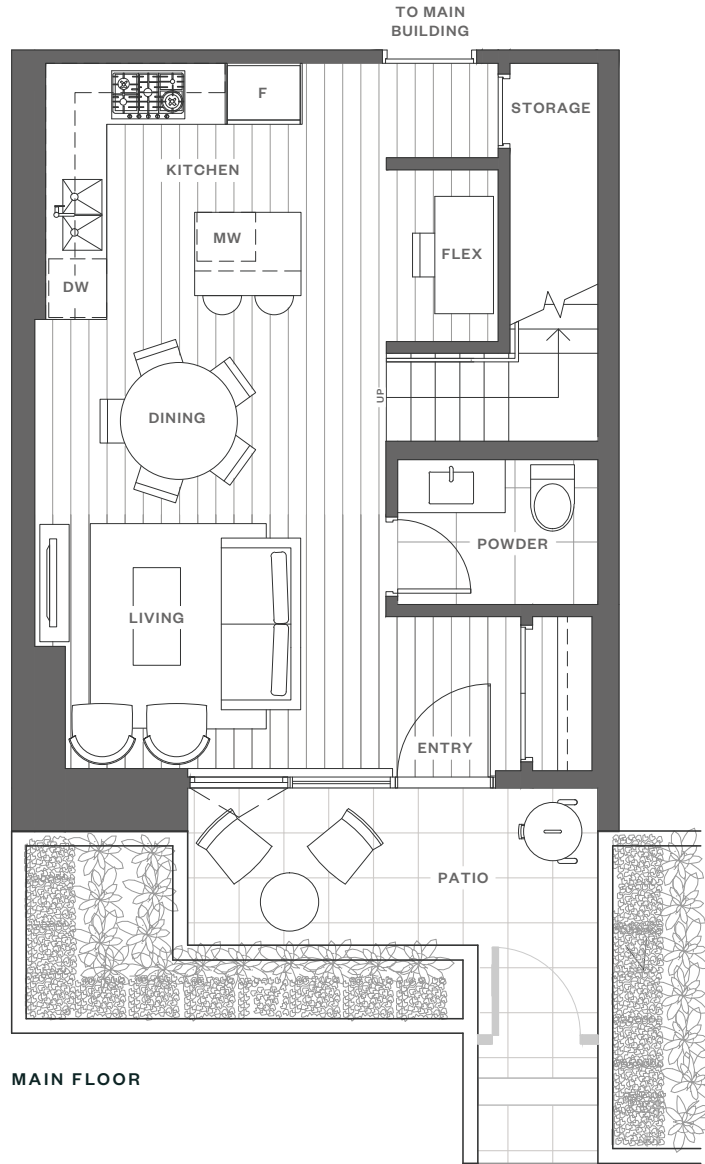 TO MAIN
BUILDING
F
STORAGE
KITCHEN
MW
FLEX
DW
UP
DINING
POWDER
LIVING
ENTRY
PATIO
MAIN FLOOR